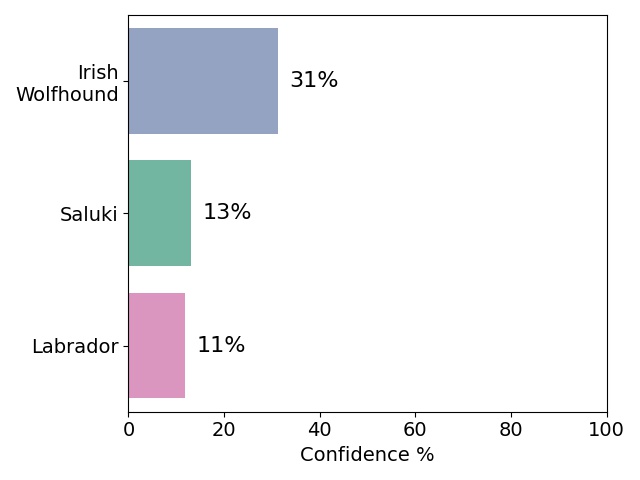 Irish
Wolfhound
31%
Saluki
13%
Labrador
11%
0 20 40 60 80 100
Confidence %